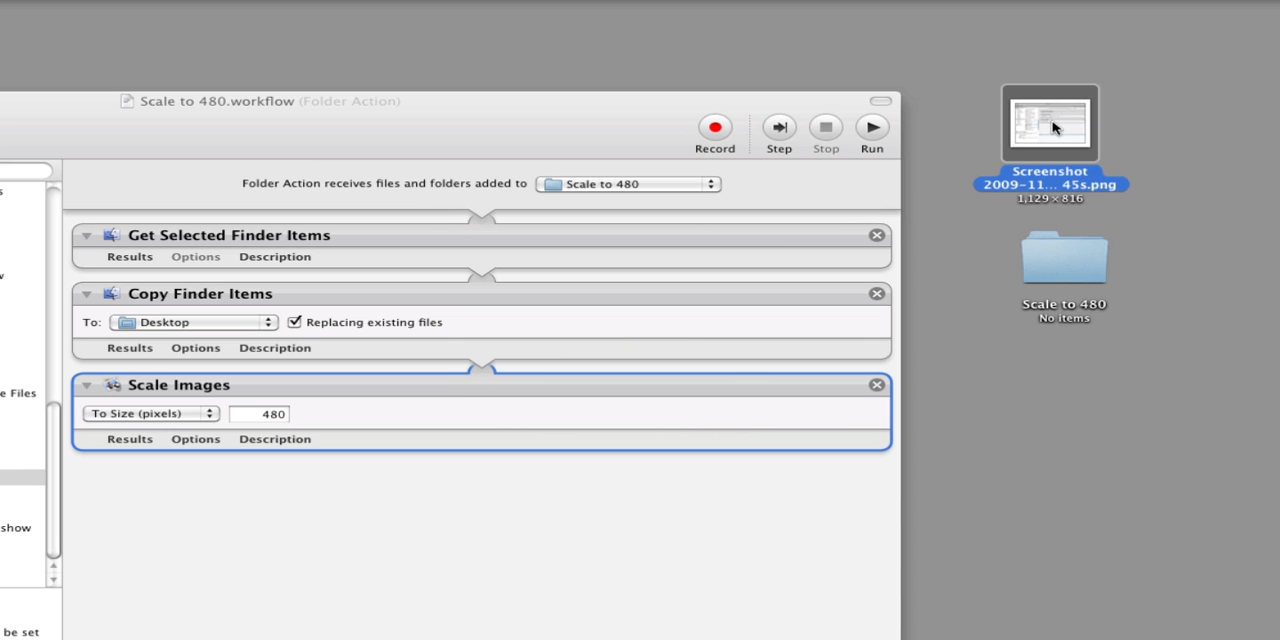 Scale to 480.workflow (Folder Action)
Record
Step
Stop
Run
Folder Action receives files and folders added to
Scale to 480
Get Selected Finder Items
Results
Options
Description
Copy Finder Items
To:
Desktop
Replacing existing files
Results
Options
Description
Scale Images
To Size (pixels)
480
Results
Options
Description
e Files
show
be set
Screenshot
2009-11... 45s.png
1,129 × 816
Scale to 480
No items